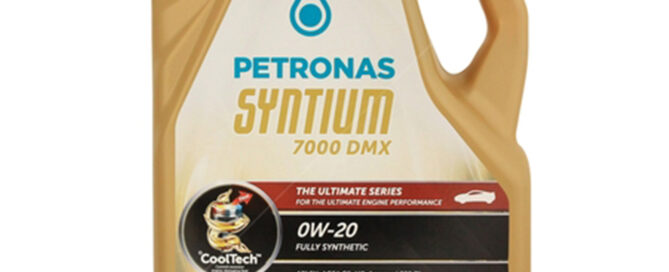 PETRONAS
SYNTIUM
7000 DMX
THE ULTIMATE SERIES
FOR THE ULTIMATE ENGINE PERFORMANCE
0W-20
FULLY SYNTHETIC
"CoolTech"